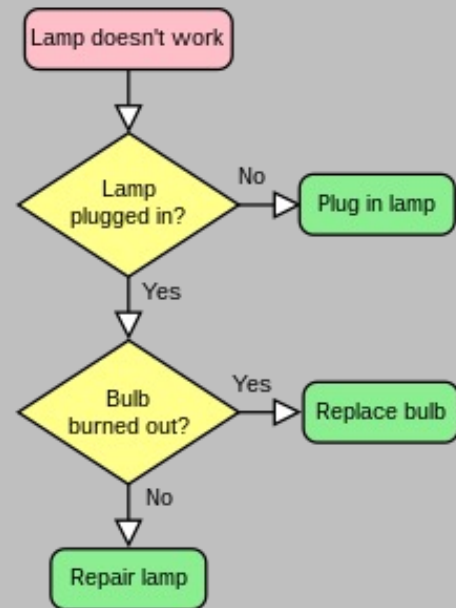 Lamp doesn't work
Lamp
plugged in?
No
Plug in lamp
Yes
Bulb
burned out?
Yes
Replace bulb
No
Repair lamp